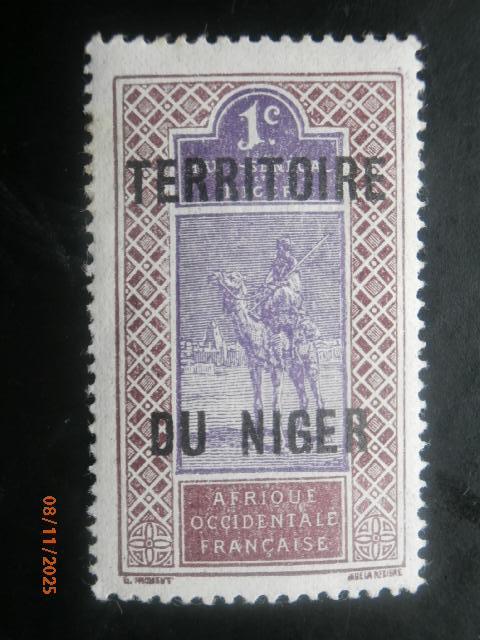 1c
TERRITOIRE
DU NIGER
AFRIQUE
OCCIDENTALE
FRANÇAISE
08/11/2025